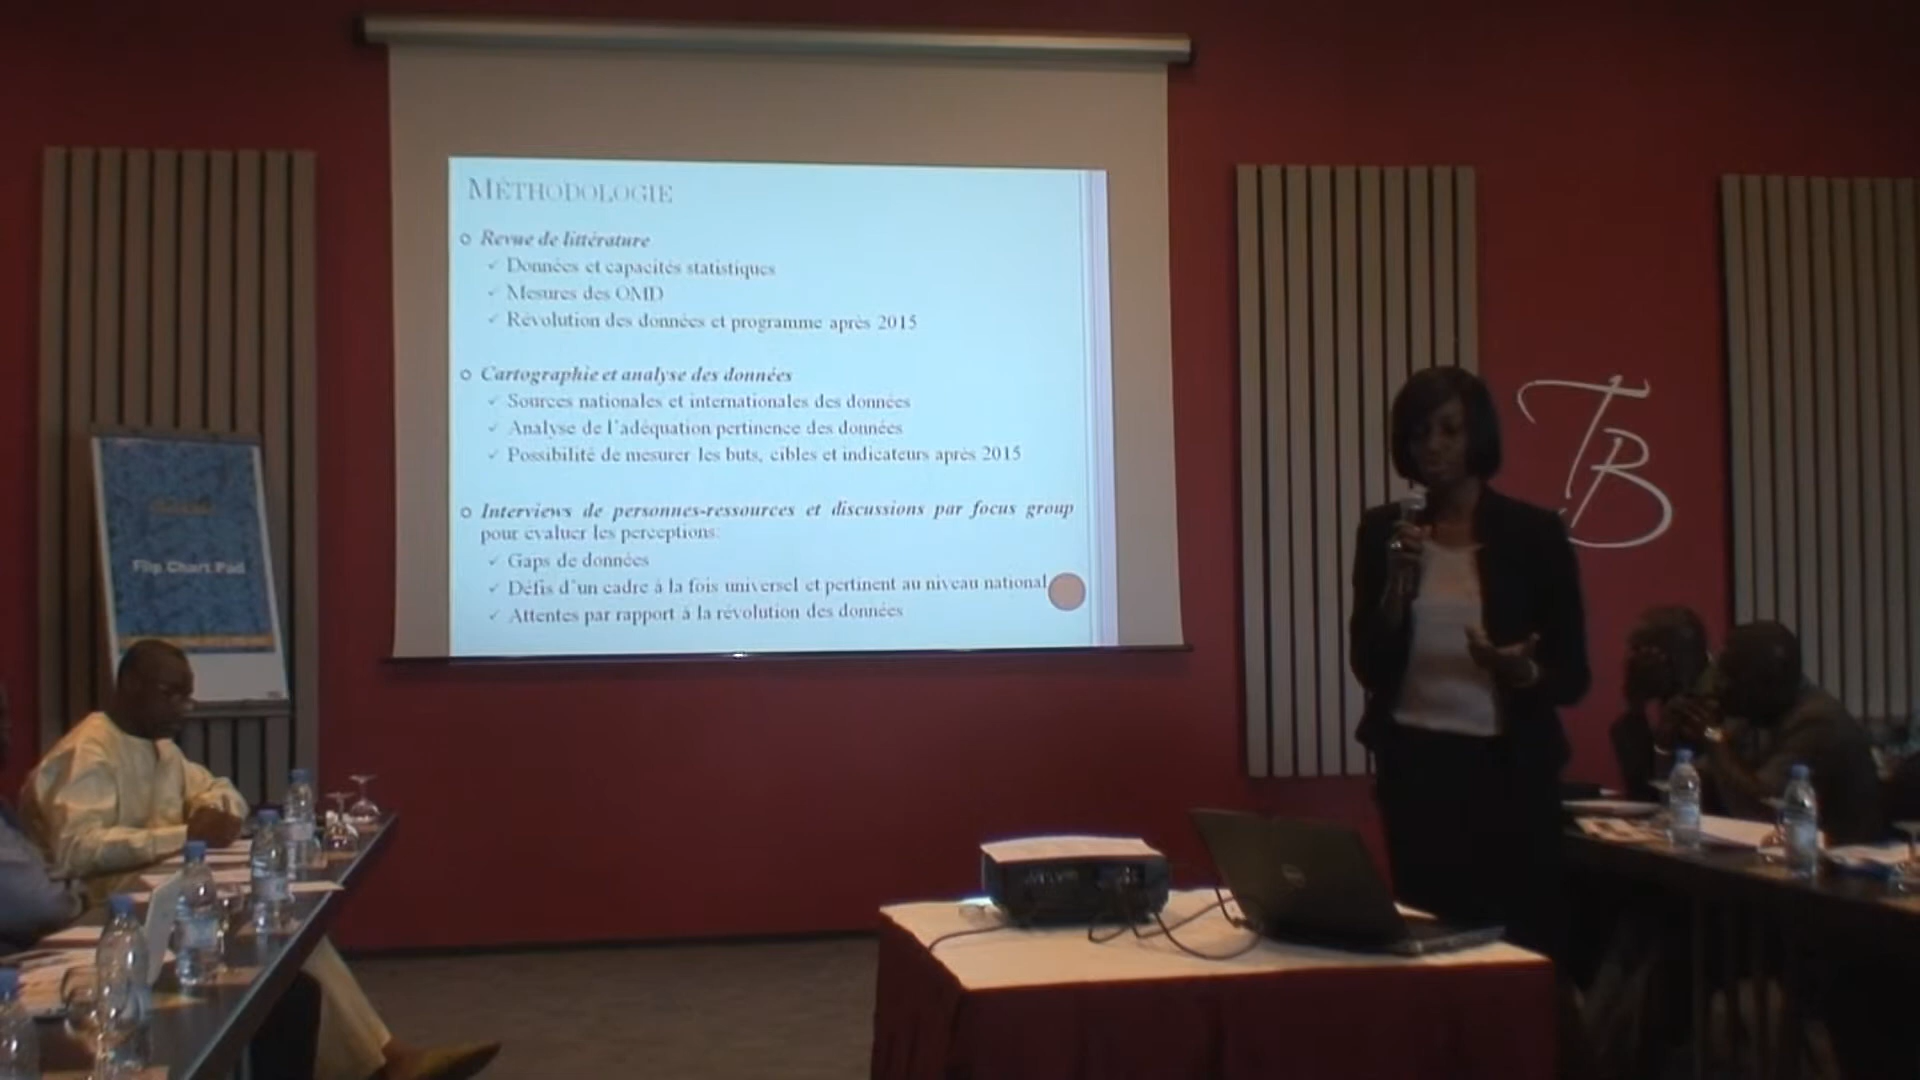 MÉTHODOLOGIE
Revue de littérature
Données et capacités statistiques
Mesures des OMD
Révolution des données et programme après 2015
Cartographie et analyse des données
Sources nationales et internationales des données
Analyse de l'adéquation pertinence des données
Possibilité de mesurer les buts, cibles et indicateurs après 2015
Interviews de personnes-ressources et discussions par focus group
pour évaluer les perceptions:
Gaps de données
Défis d'un cadre à la fois universel et pertinent au niveau national
Attentes par rapport à la révolution des données
Flip Chart Pad
TB